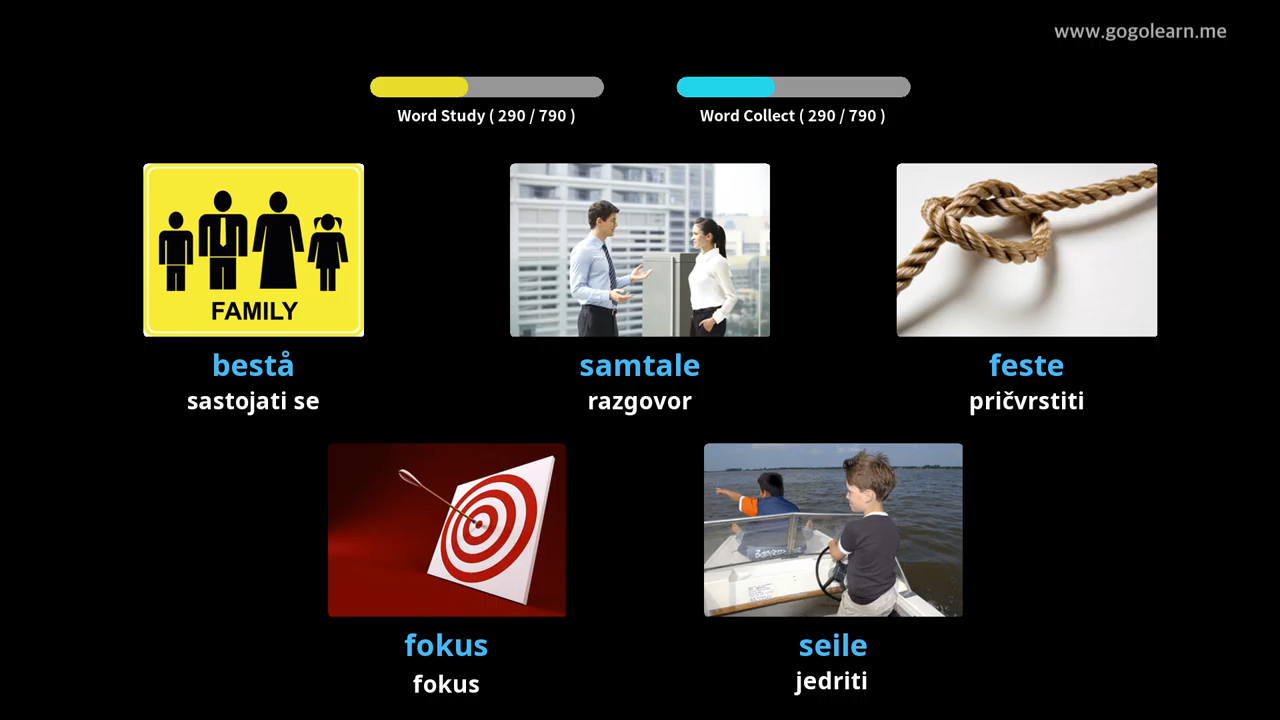 www.gogolearn.me
Word Study ( 290 / 790 )
Word Collect ( 290 / 790 )
FAMILY
bestå
sastojati se
samtale
razgovor
feste
pričvrstiti
fokus
fokus
seile
jedriti